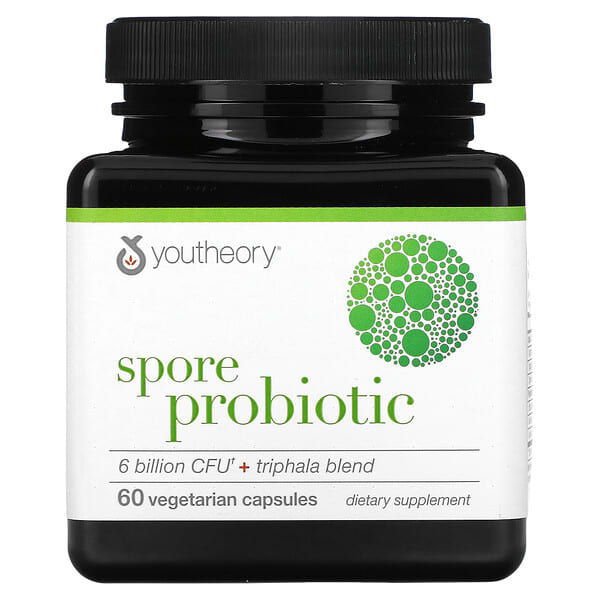 youtheory®
spore
probiotic
6 billion CFU† + triphala blend
60 vegetarian capsules dietary supplement